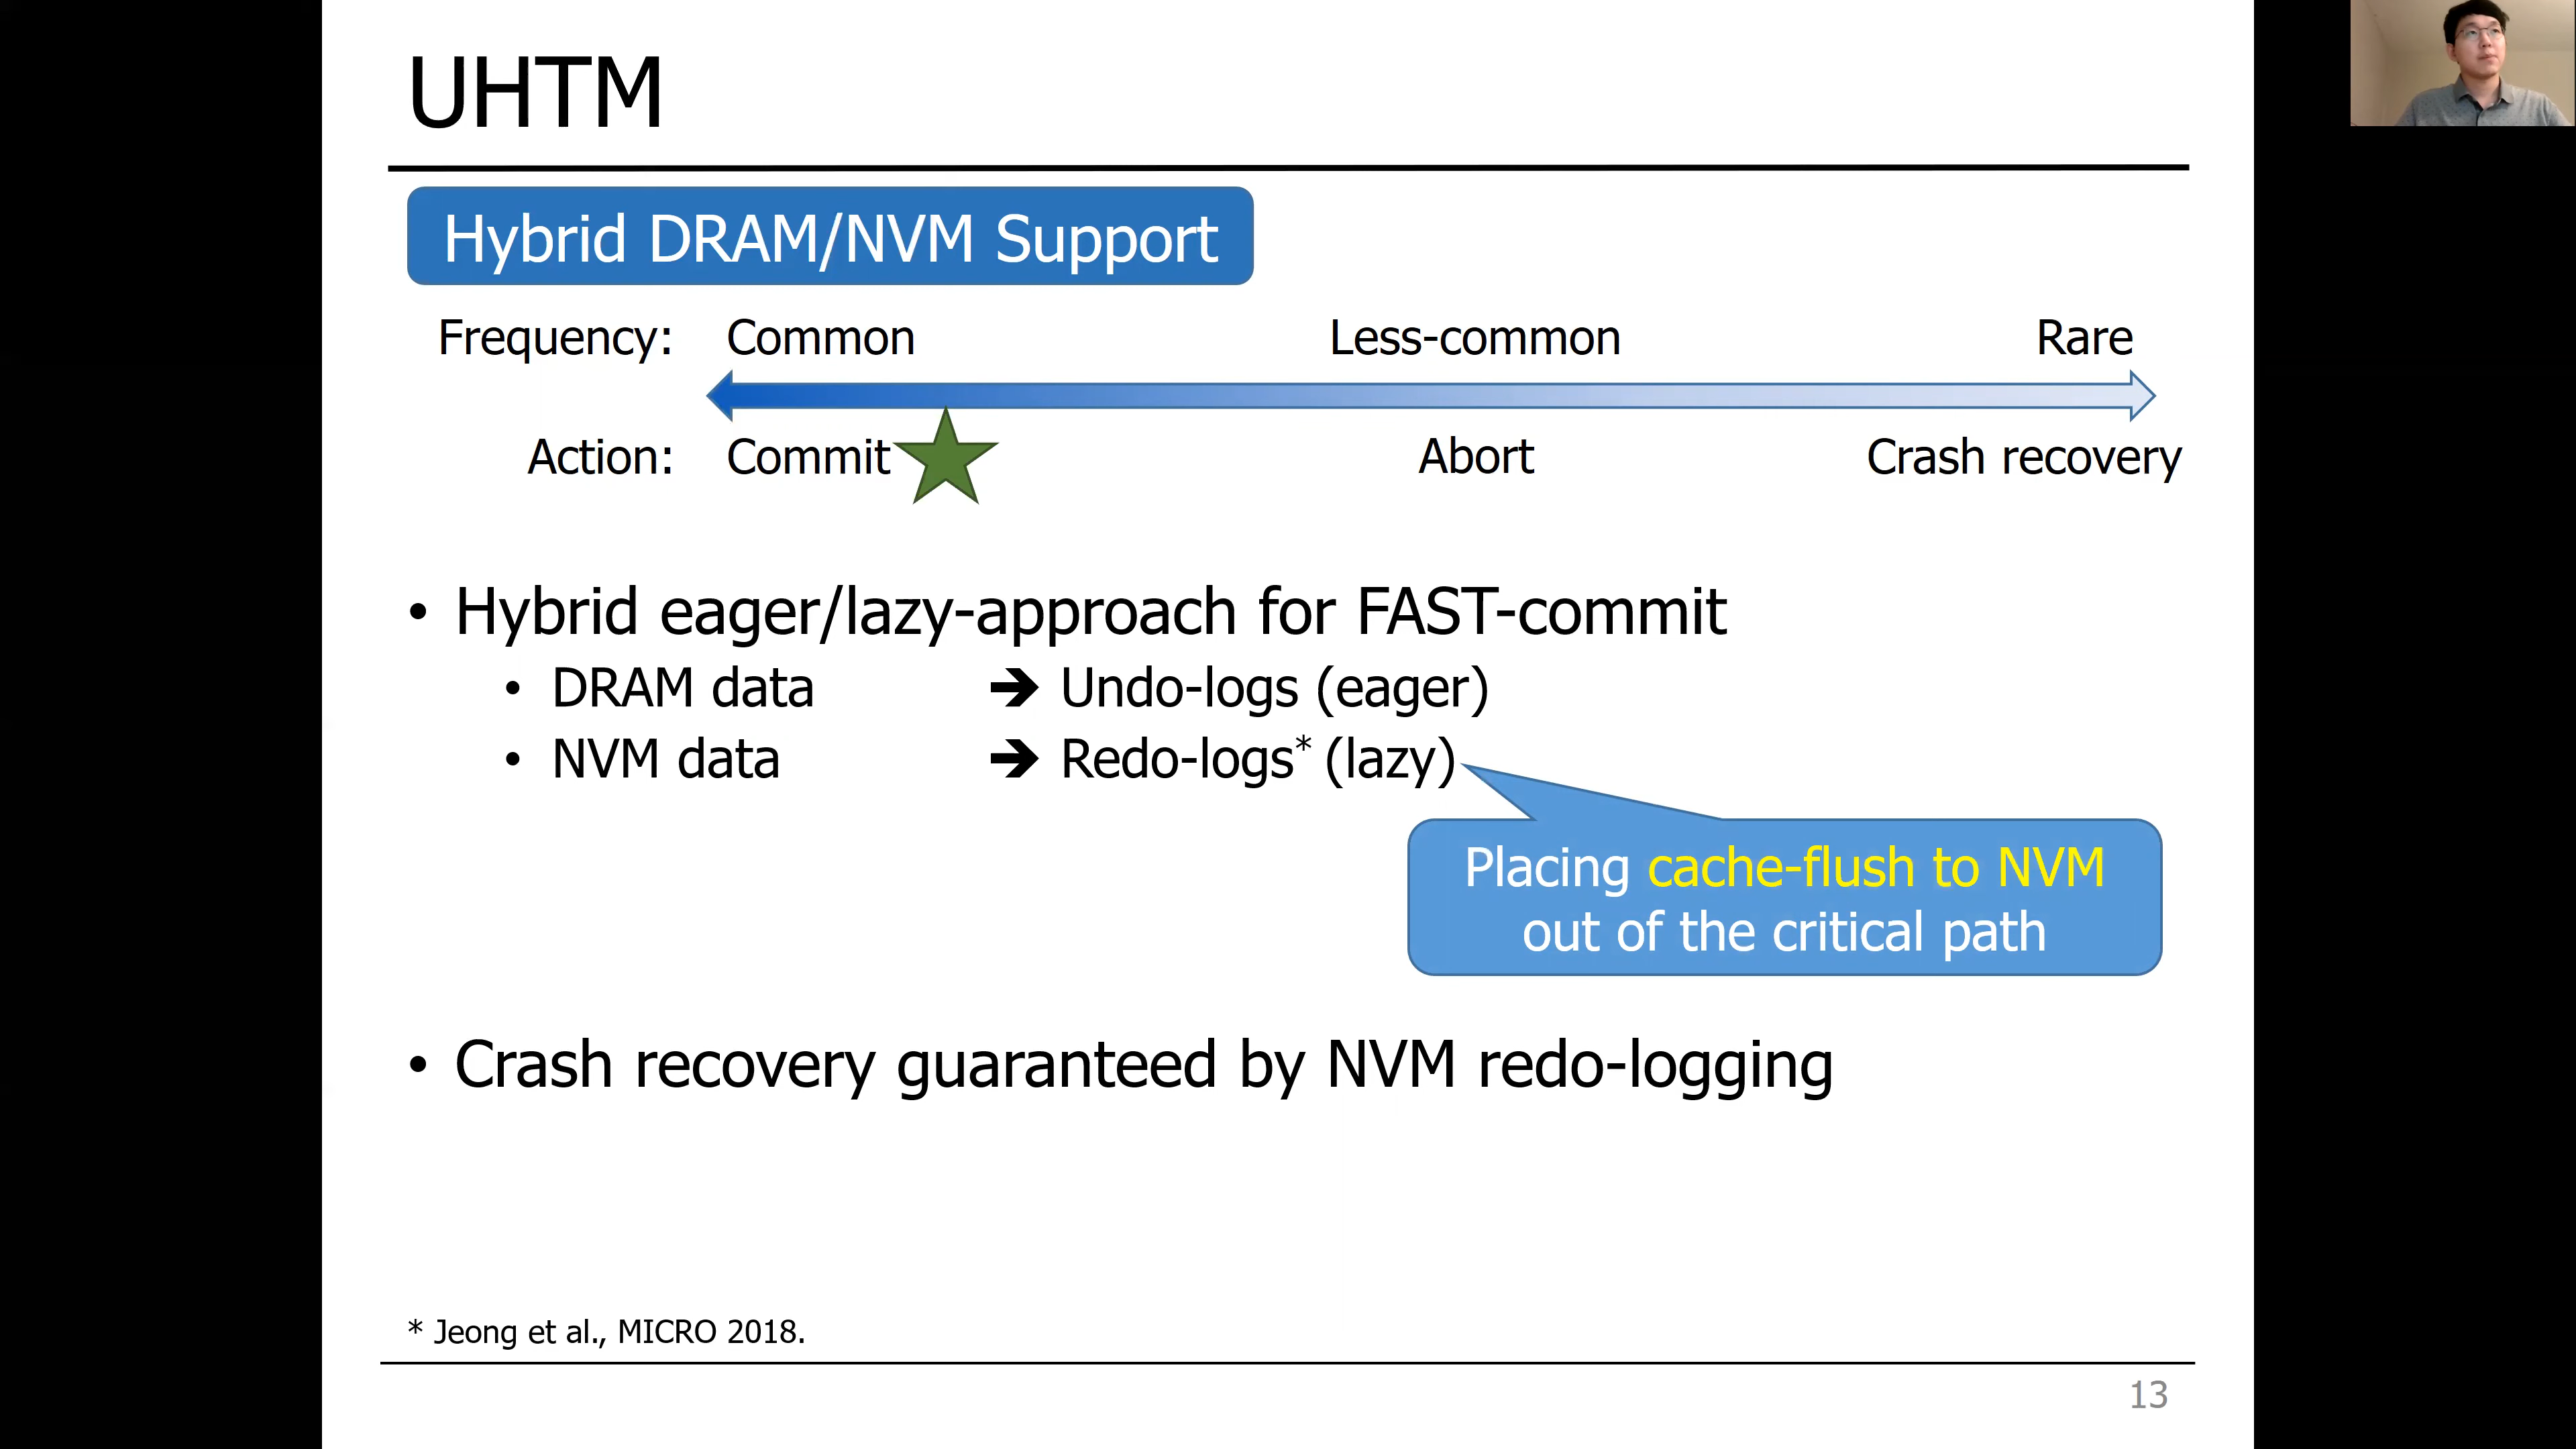 UHTM
Hybrid DRAM/NVM Support
Frequency: Common Less-common Rare
Action: Commit Abort Crash recovery
• Hybrid eager/lazy-approach for FAST-commit
• DRAM data ➔ Undo-logs (eager)
• NVM data ➔ Redo-logs* (lazy)
Placing cache-flush to NVM
out of the critical path
• Crash recovery guaranteed by NVM redo-logging
* Jeong et al., MICRO 2018.
13